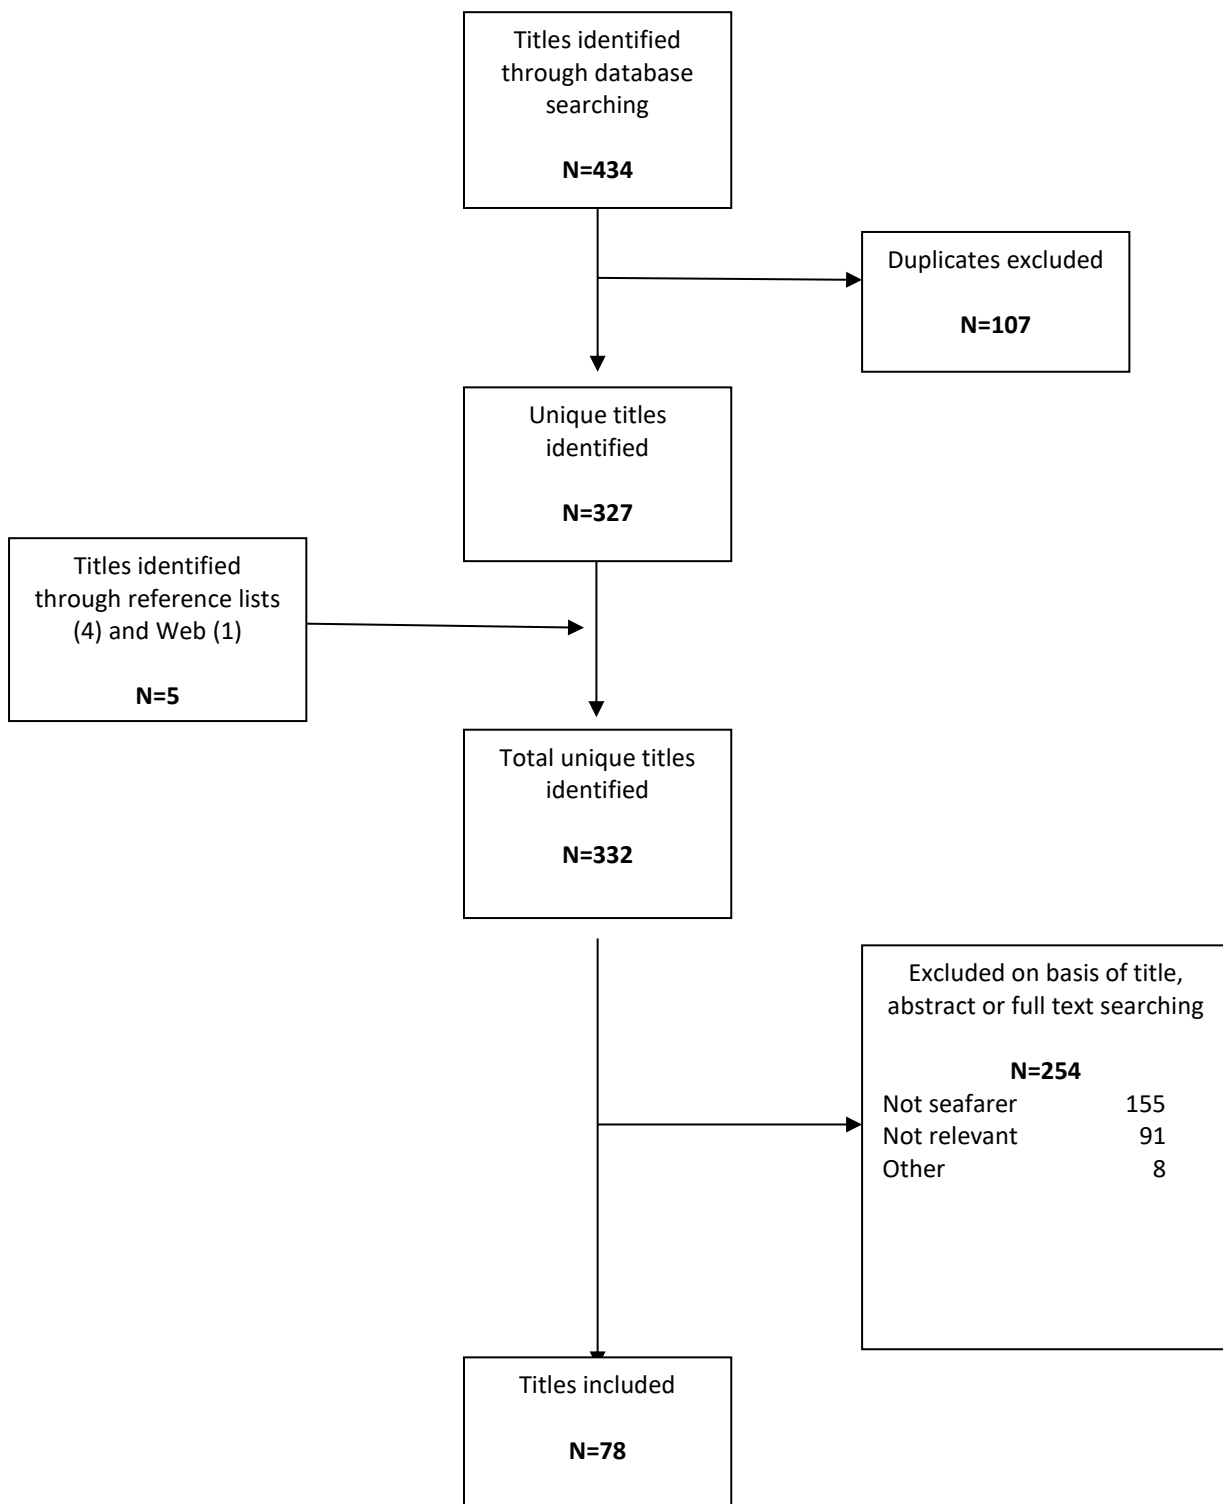 Titles identified
through database
searching
N=434
Duplicates excluded
N=107
Unique titles
identified
N=327
Titles identified
through reference lists
(4) and Web (1)
N=5
Total unique titles
identified
N=332
Excluded on basis of title,
abstract or full text searching
N=254
Not seafarer 155
Not relevant 91
Other 8
Titles included
N=78